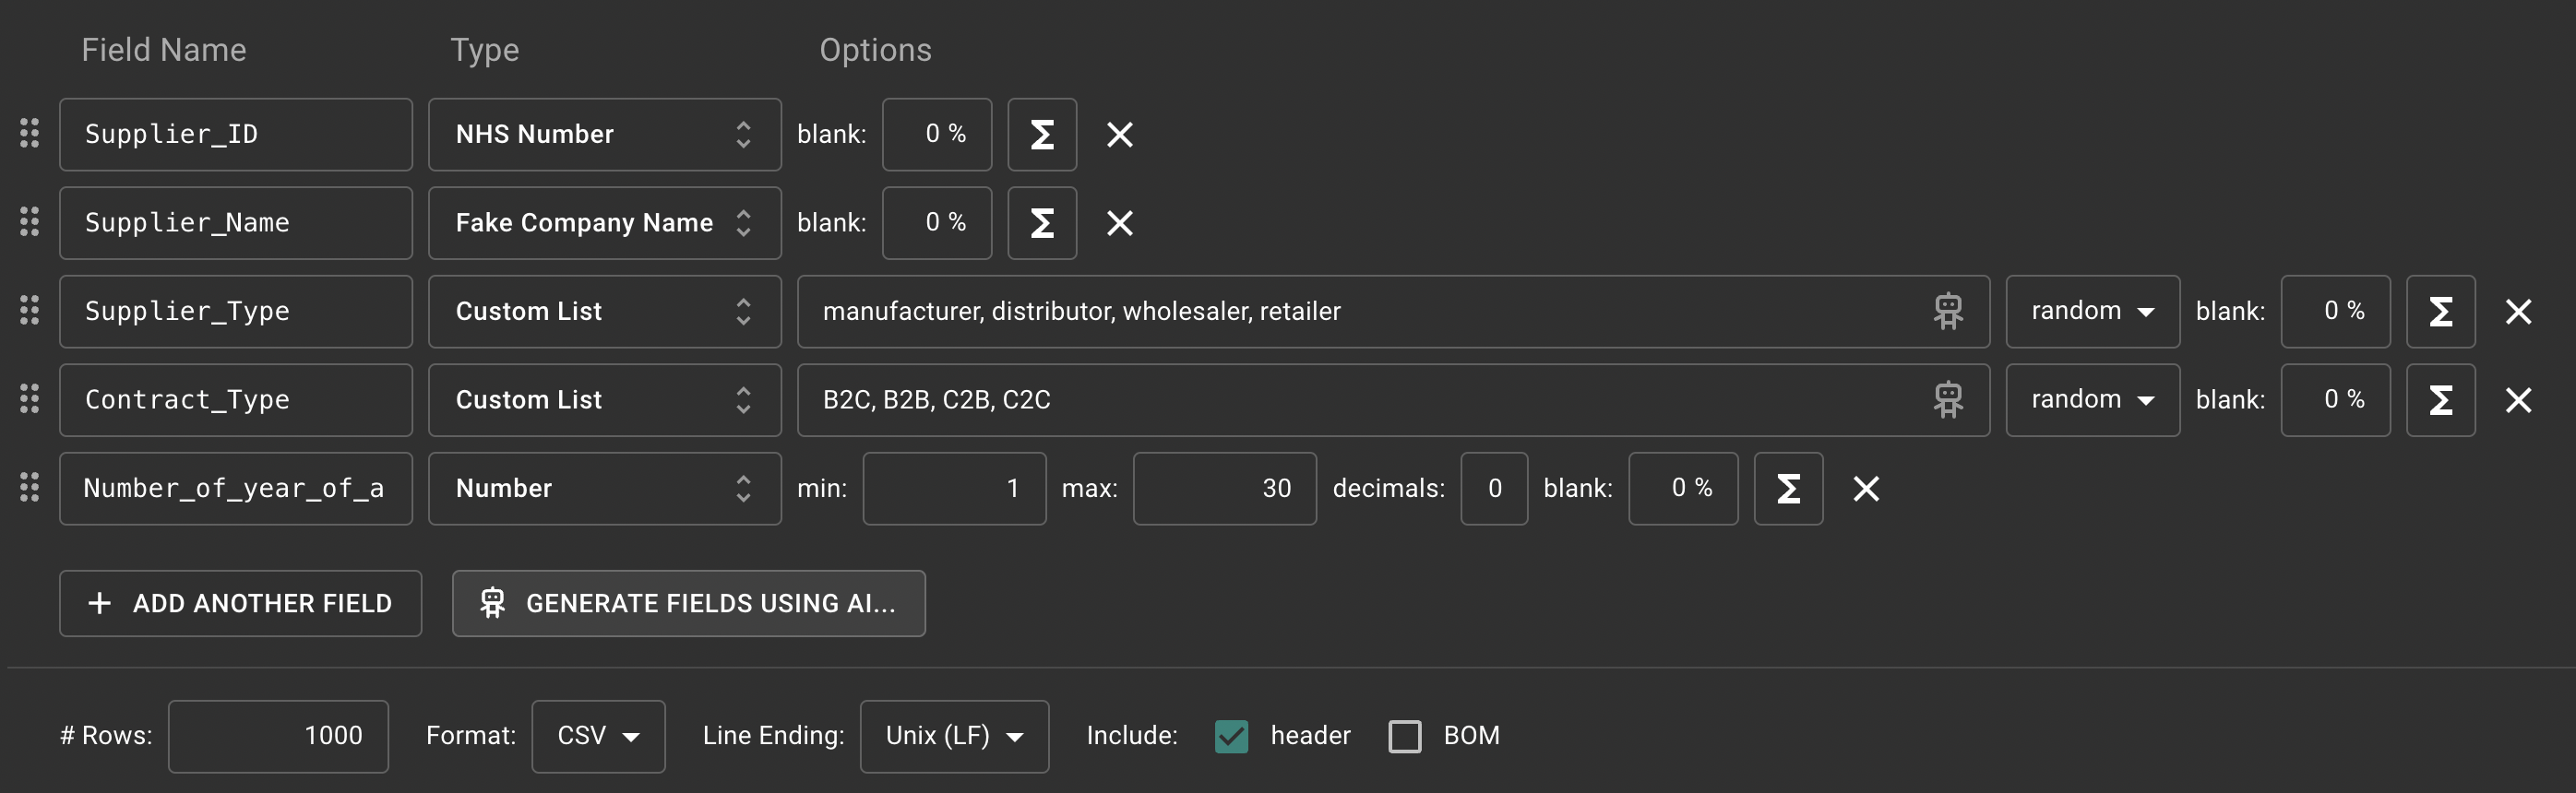 Field Name Type Options
Supplier_ID NHS Number blank: 0 % Σ
Supplier_Name Fake Company Name blank: 0 % Σ
Supplier_Type Custom List manufacturer, distributor, wholesaler, retailer random blank: 0 % Σ
Contract_Type Custom List B2C, B2B, C2B, C2C random blank: 0 % Σ
Number_of_year_of_a Number min: 1 max: 30 decimals: 0 blank: 0 % Σ
+ ADD ANOTHER FIELD GENERATE FIELDS USING AI...
# Rows: 1000 Format: CSV Line Ending: Unix (LF) Include: header BOM